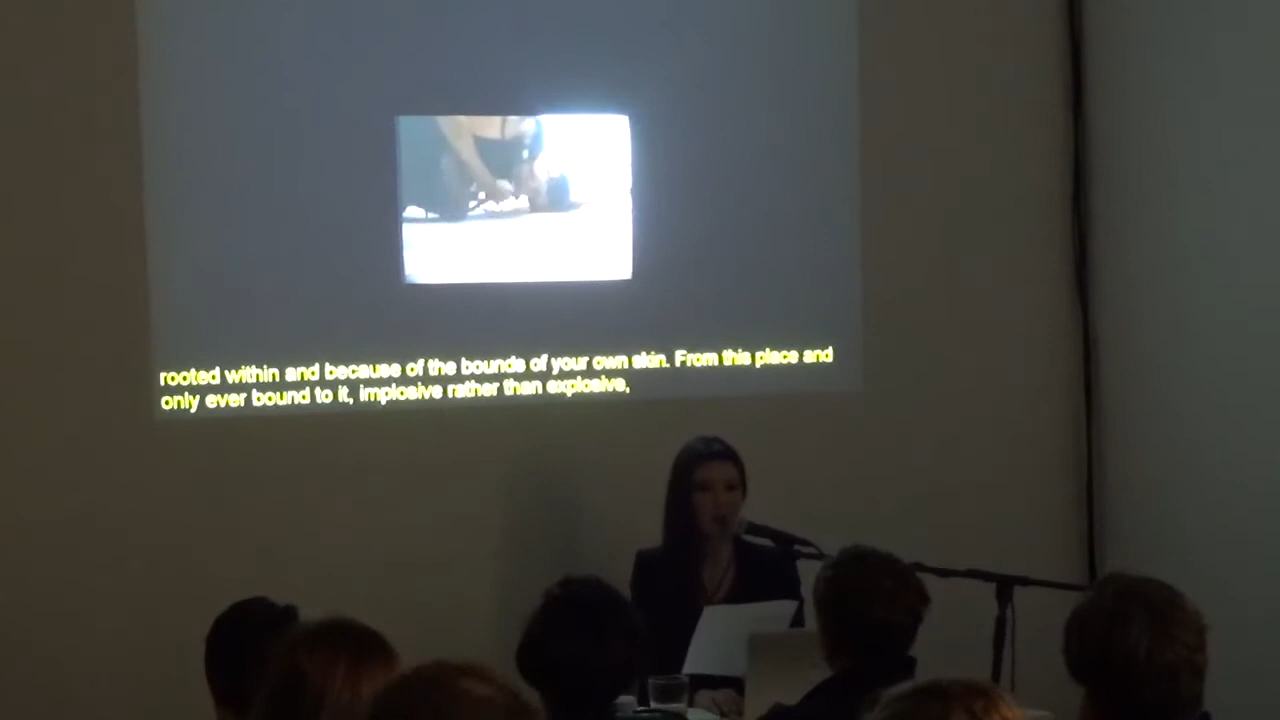 rooted within and because of the bounds of your own skin. From this place and
only ever bound to it, implosive rather than explosive,